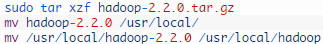 sudo tar xzf hadoop-2.2.0.tar.gz
mv hadoop-2.2.0 /usr/local/
mv /usr/local/hadoop-2.2.0 /usr/local/hadoop